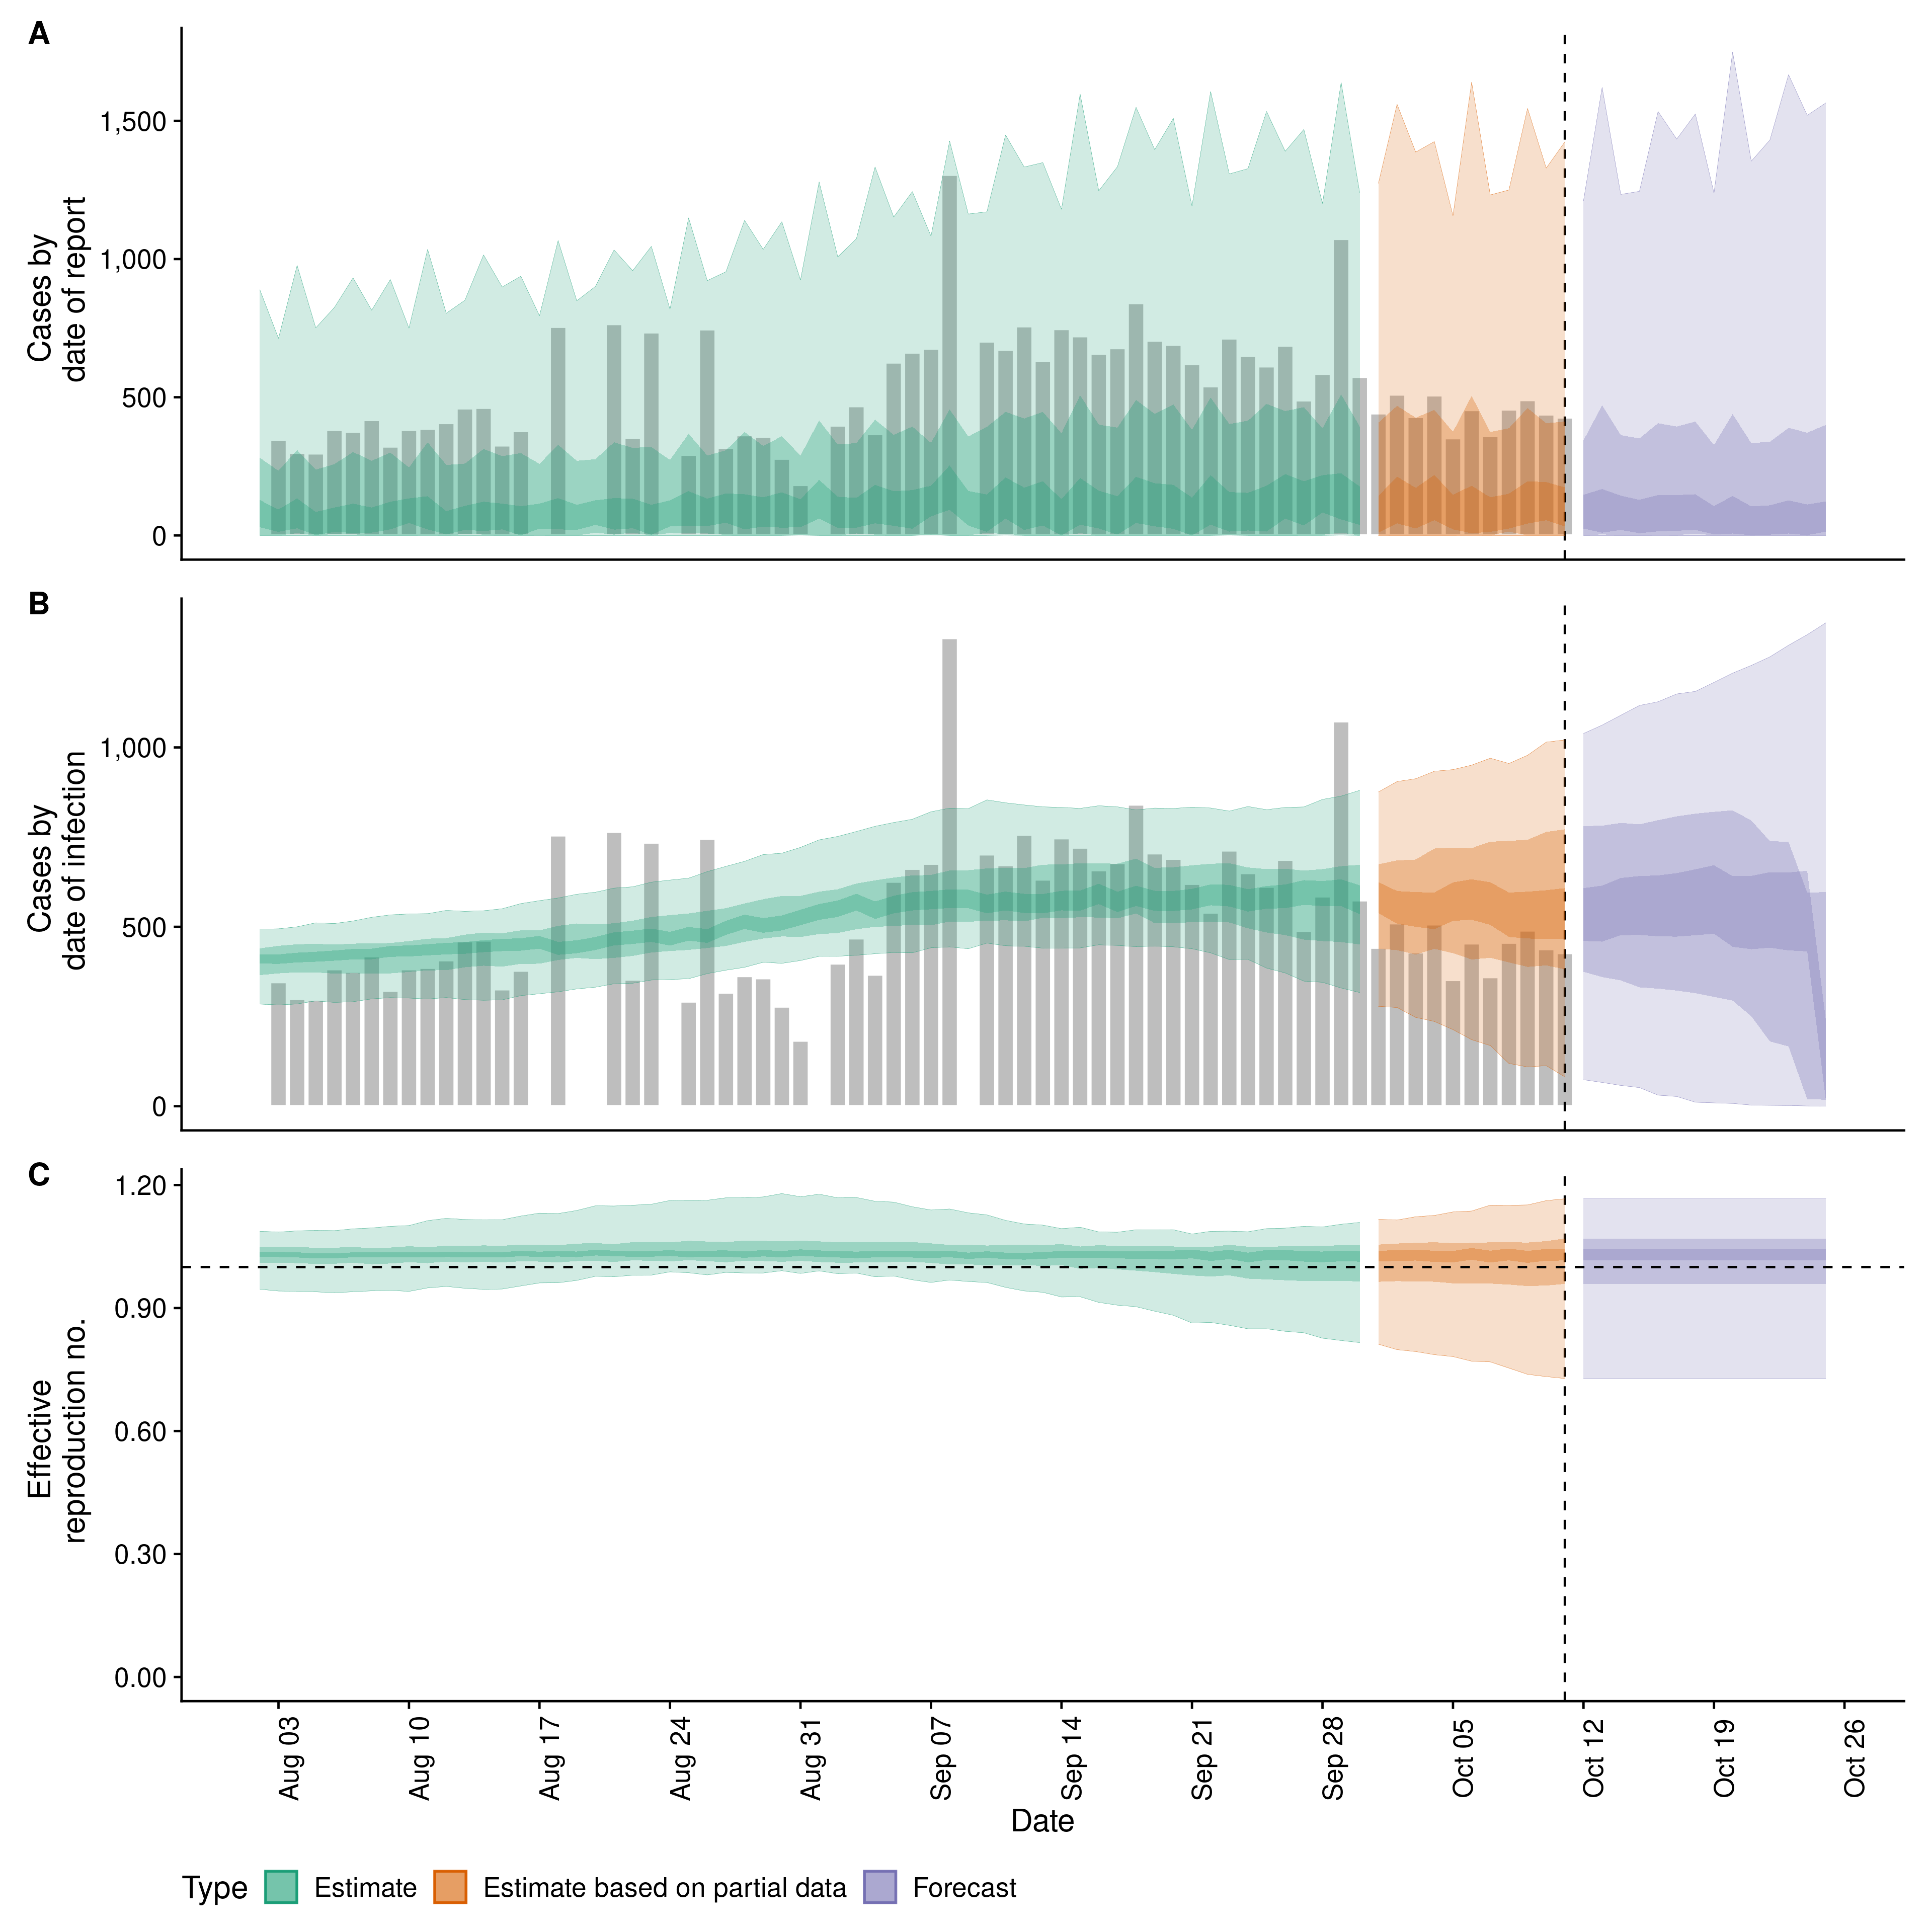 A
Cases by
date of report
1,500
1,000
500
0
B
Cases by
date of infection
1,000
500
0
C
Effective
reproduction no.
1.20
0.90
0.60
0.30
0.00
Aug 03
Aug 10
Aug 17
Aug 24
Aug 31
Sep 07
Sep 14
Sep 21
Sep 28
Oct 05
Oct 12
Oct 19
Oct 26
Date
Type Estimate Estimate based on partial data Forecast